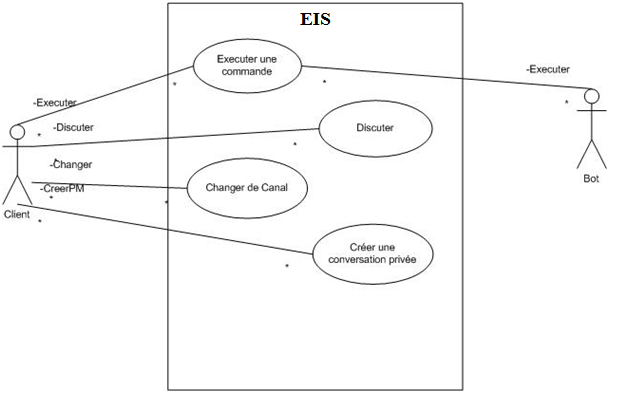 EIS
Executer une
commande
-Executer
*
*
-Executer
*
*
-Discuter
*
Discuter
*
-Changer
*
Changer de Canal
*
-CreerPM
*
Client
Bot
Créer une
conversation privée
*